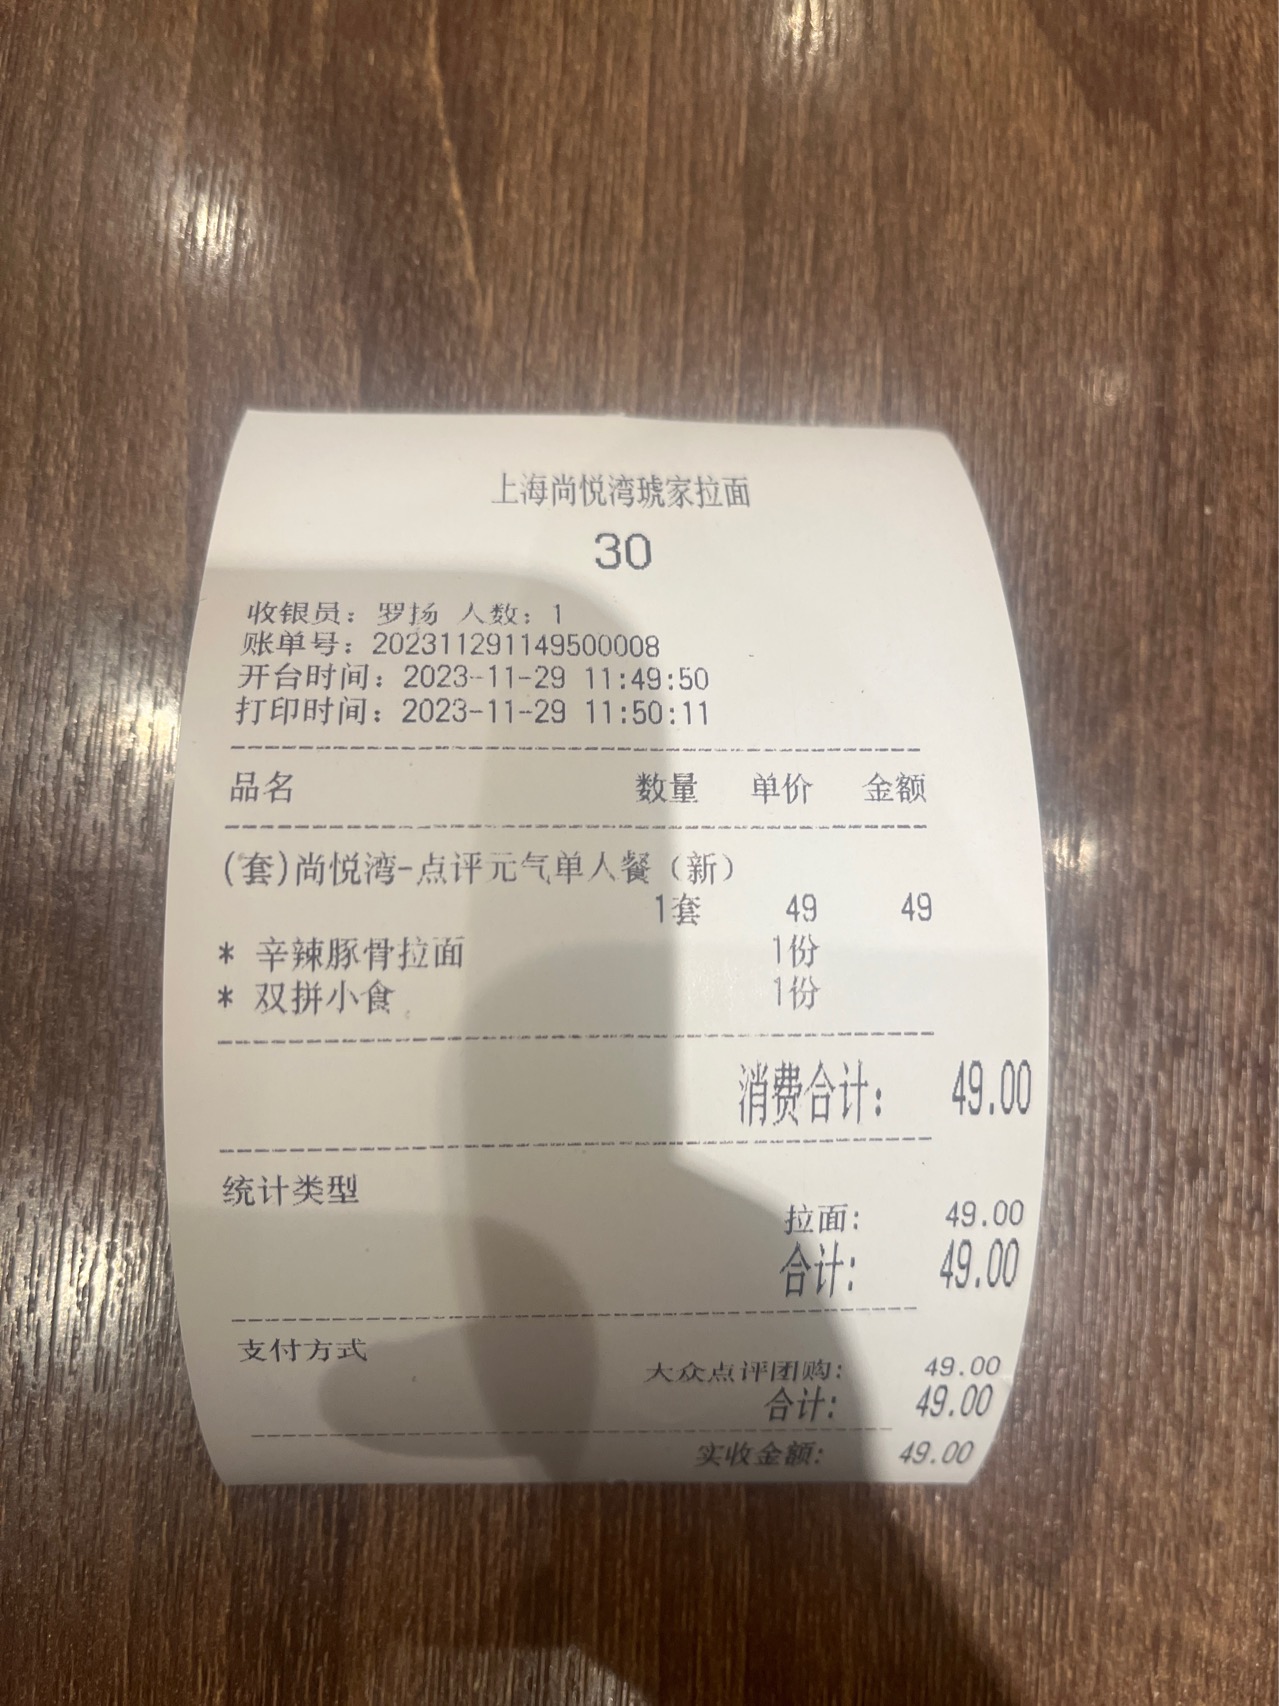 上海尚悦湾琥家拉面
30
收银员：罗扬 人数：1
账单号：202311291149500008
开台时间：2023-11-29 11:49:50
打印时间：2023-11-29 11:50:11
品名 数量 单价 金额
(套)尚悦湾-点评元气单人餐（新）
1套 49 49
* 辛辣豚骨拉面 1份
* 双拼小食 1份
消费合计： 49.00
统计类型
拉面： 49.00
合计： 49.00
支付方式
大众点评团购： 49.00
合计： 49.00
实收金额： 49.00